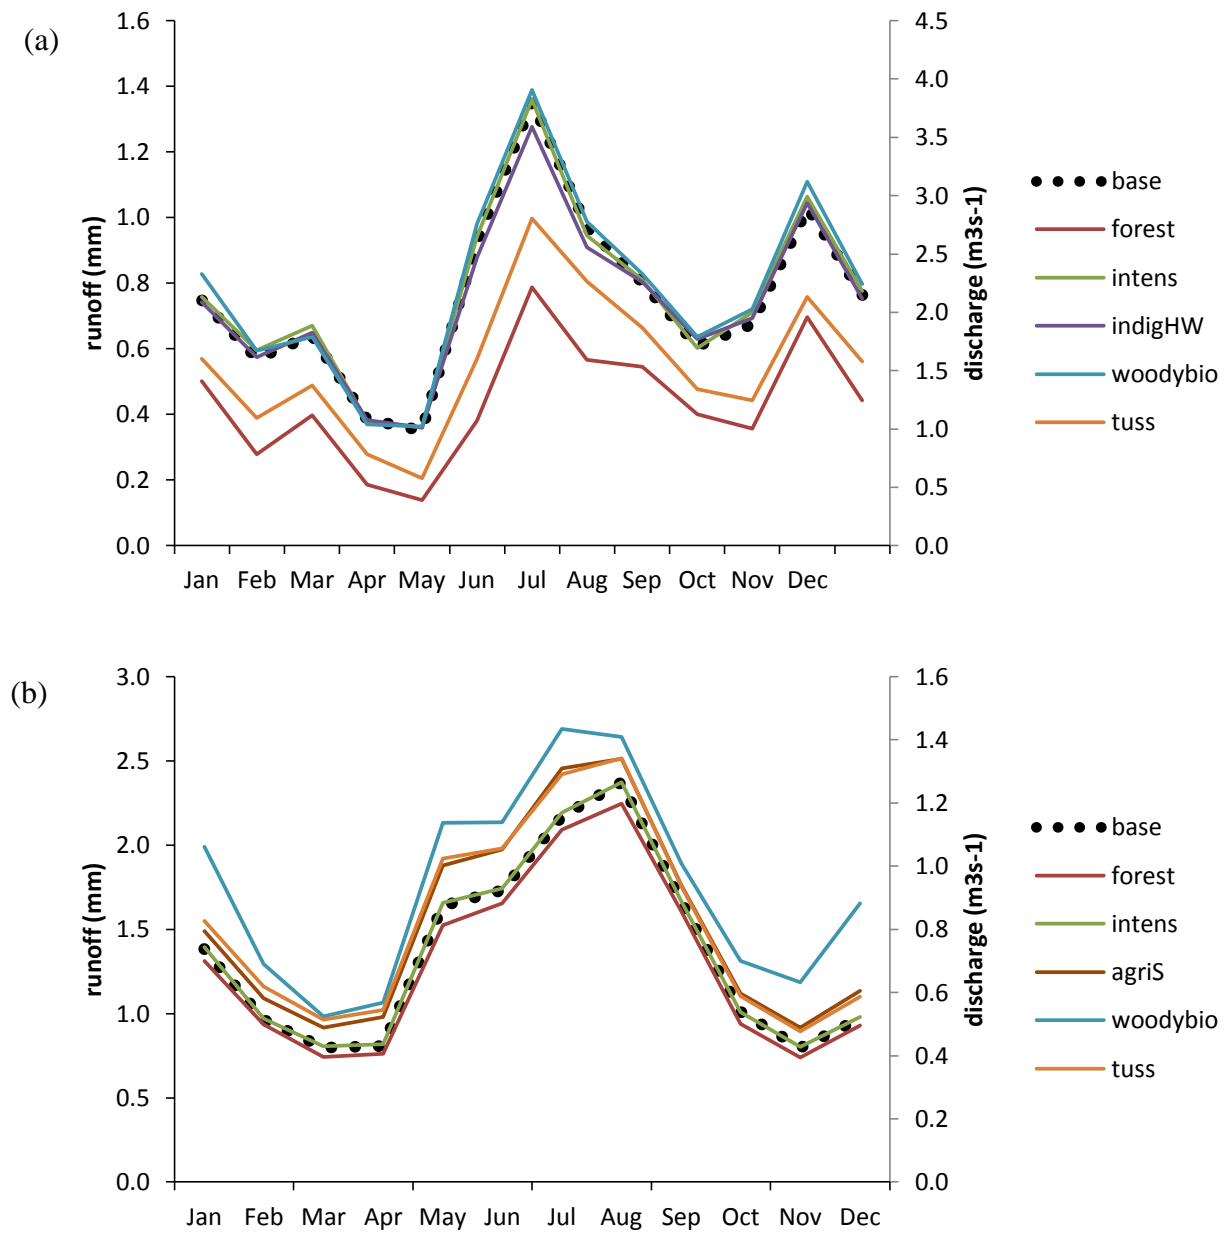 (a)
runoff (mm)
1.6
1.4
1.2
1.0
0.8
0.6
0.4
0.2
0.0
4.5
4.0
3.5
3.0
2.5
2.0
1.5
1.0
0.5
0.0
discharge (m3s-1)
Jan Feb Mar Apr May Jun Jul Aug Sep Oct Nov Dec
base
forest
intens
indigHW
woodybio
tuss
(b)
runoff (mm)
3.0
2.5
2.0
1.5
1.0
0.5
0.0
1.6
1.4
1.2
1.0
0.8
0.6
0.4
0.2
0.0
discharge (m3s-1)
Jan Feb Mar Apr May Jun Jul Aug Sep Oct Nov Dec
base
forest
intens
agriS
woodybio
tuss